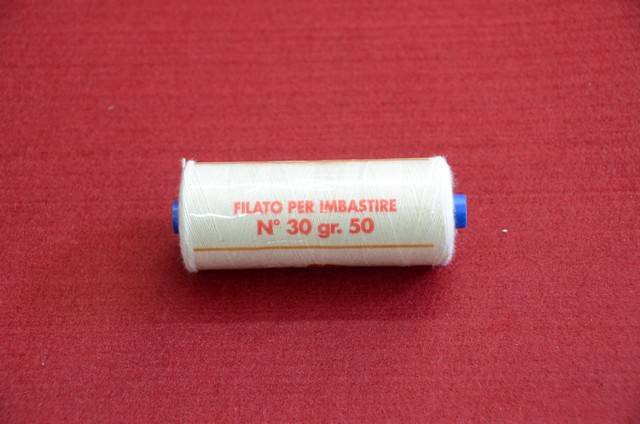 FILATO PER IMBASTIRE
N° 30 gr. 50